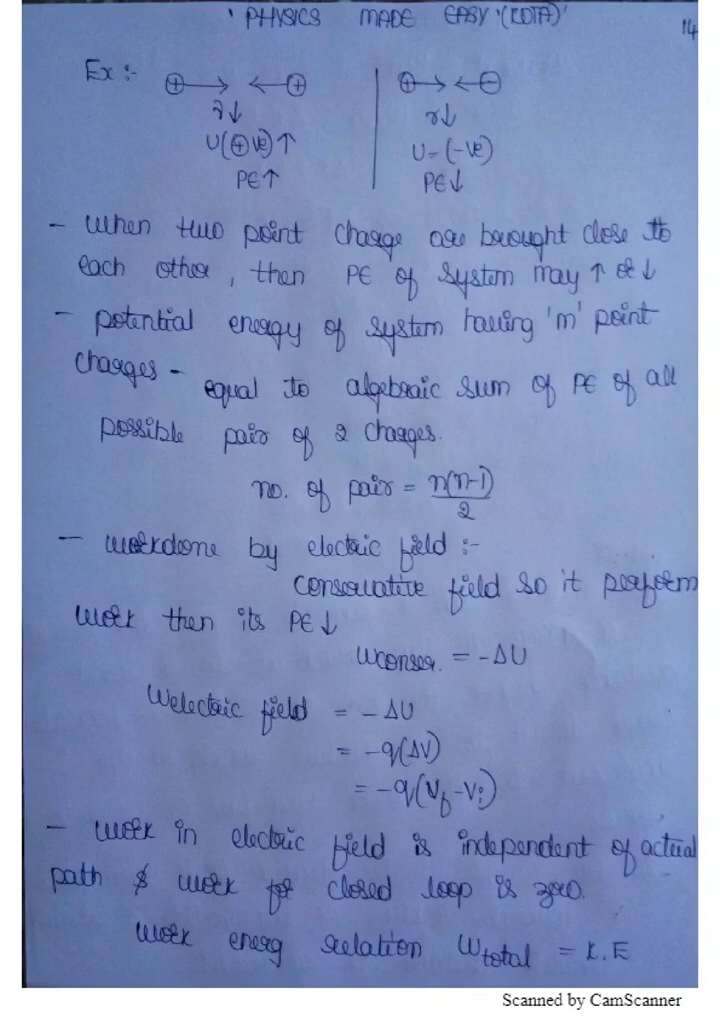 ' PHYSICS MADE EASY '(KOTA)' 14
Ex :- ⊕→ ←⊕ | ⊕→ ←⊖
r↓ r↓
U(⊕ve)↑ U=(-ve)
PE↑ PE↓
- When two point charge are brought close to
each other, then PE of system may ↑ or ↓
- potential energy of system having 'm' point
charges - equal to algebraic sum of PE of all
possible pair of 2 charges.
no. of pair = n(n-1)/2
- workdone by electric field :-
conservative field so it perform
work then its PE↓
Wconser. = -ΔU
Welectric field = -ΔU
= -q(ΔV)
= -q(Vf-Vi)
- work in electric field is independent of actual
path & work for closed loop is zero.
work energ relation Wtotal = K.E
Scanned by CamScanner